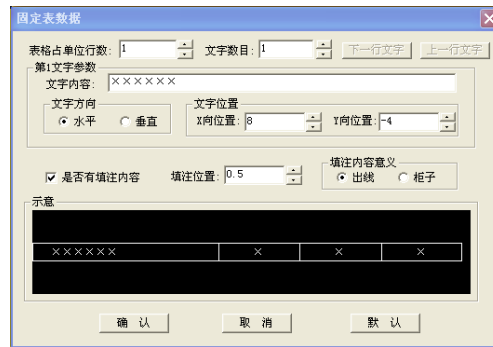 固定表数据
表格占单位行数: 1 文字数目: 1 下一行文字 上一行文字
第1文字参数
文字内容: ××××××
文字方向 文字位置
水平 垂直 X向位置: 8 Y向位置: -4
是否有填注内容 填注位置: 0.5 填注内容意义
出线 柜子
示意
×××××× × × ×
确 认 取 消 默 认